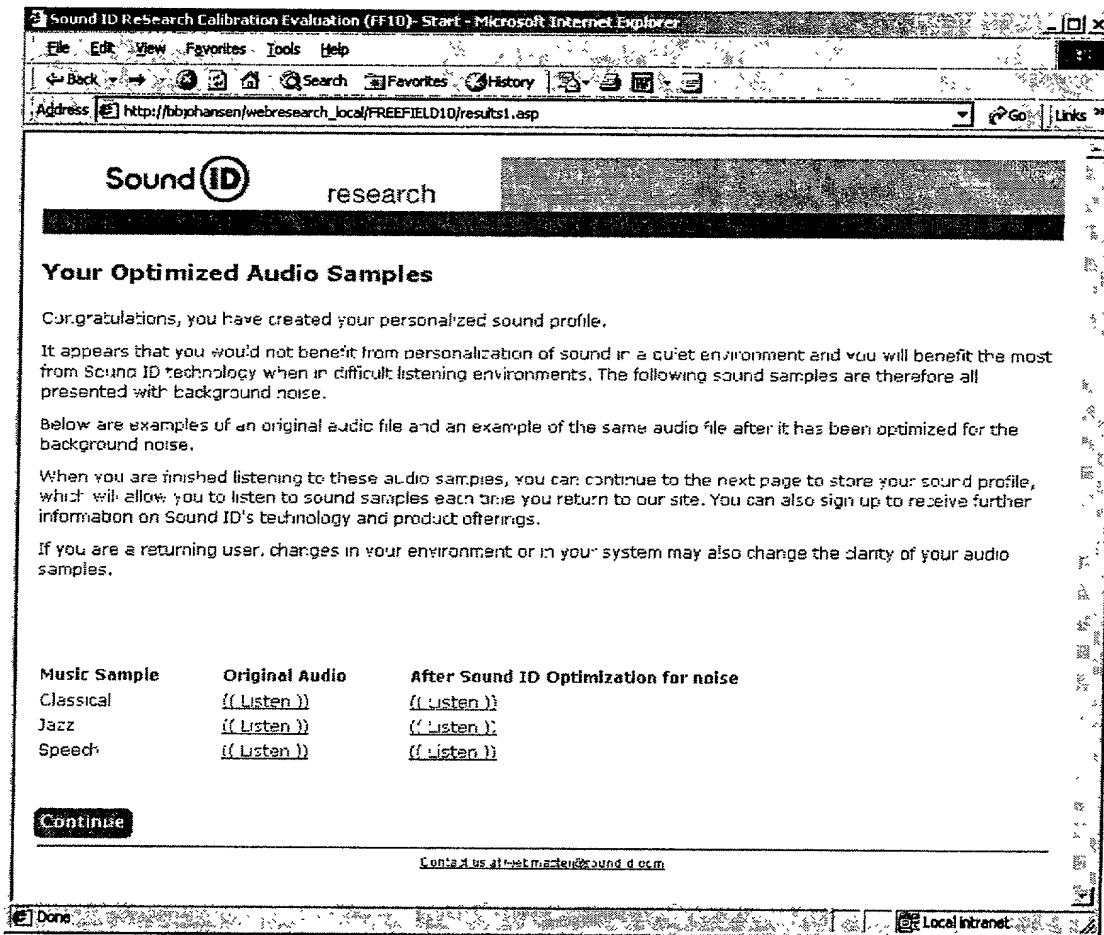 Sound ID ReSearch Calibration Evaluation (FF10)- Start - Microsoft Internet Explorer
File Edit View Favorites Tools Help
Back Search Favorites History
Address http://bbjohansen/webresearch_local/FREEFIELD10/results1.asp Go Links »
Sound ID research
Your Optimized Audio Samples
Congratulations, you have created your personalized sound profile.
It appears that you would not benefit from personalization of sound in a quiet environment and you will benefit the most
from Sound ID technology when in difficult listening environments. The following sound samples are therefore all
presented with background noise.
Below are examples of an original audio file and an example of the same audio file after it has been optimized for the
background noise.
When you are finished listening to these audio samples, you can continue to the next page to store your sound profile,
which will allow you to listen to sound samples each time you return to our site. You can also sign up to receive further
information on Sound ID's technology and product offerings.
If you are a returning user, changes in your environment or in your system may also change the clarity of your audio
samples.
Music Sample Original Audio After Sound ID Optimization for noise
Classical (( Listen )) (( Listen ))
Jazz (( Listen )) (( Listen ))
Speech (( Listen )) (( Listen ))
Continue
Contact us at webmaster@soundid.com
Done Local intranet